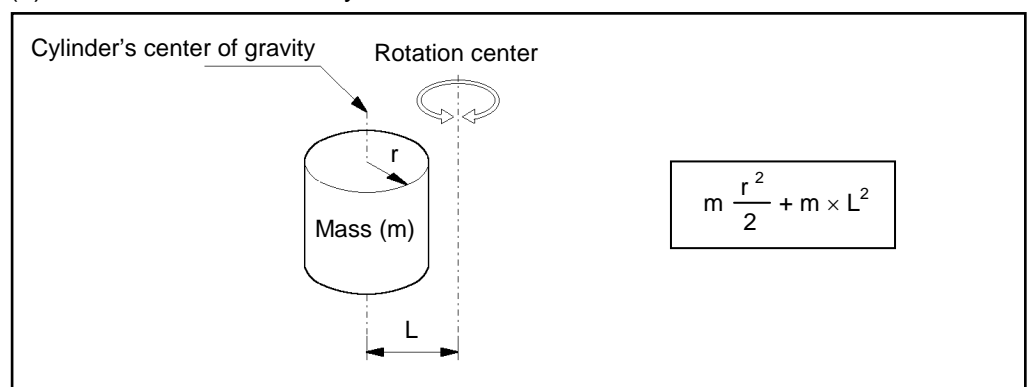 Cylinder’s center of gravity
Rotation center
r
Mass (m)
L
m r²/2 + m × L²